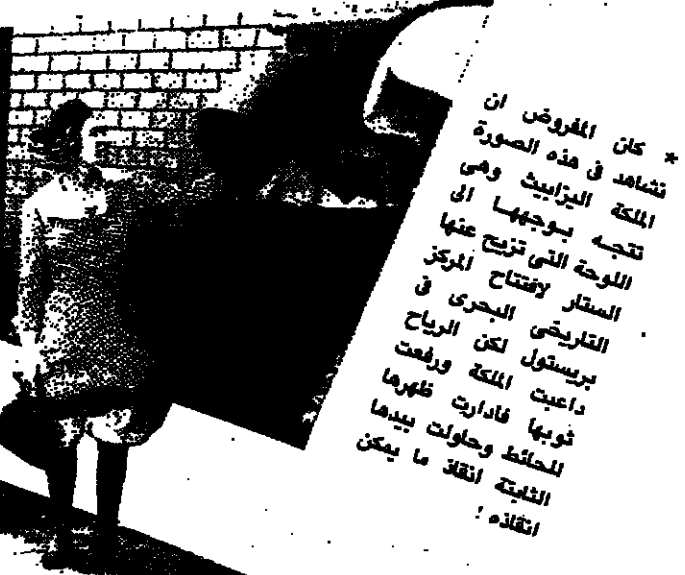 * كان المفروض ان
نشاهد فى هذه الصورة
الملكة اليزابيث وهى
تتجه بوجهها الى
اللوحة التى تزيح عنها
الستار لافتتاح المركز
التاريخى البحرى فى
بريستول لكن الرياح
داعبت الملكة ورفعت
ثوبها فادارت ظهرها
للحائط وحاولت بيدها
الثابتة انقاذ ما يمكن
انقاذه !